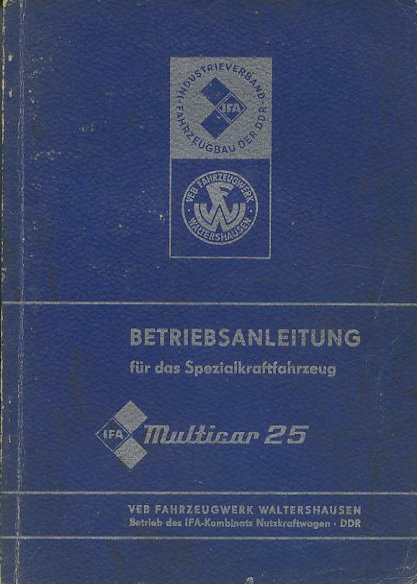 INDUSTRIEVERBAND
FAHRZEUGBAU DER DDR
IFA
VEB FAHRZEUGWERK
WALTERSHAUSEN
FW
BETRIEBSANLEITUNG
für das Spezialkraftfahrzeug
IFA Multicar 25
VEB FAHRZEUGWERK WALTERSHAUSEN
Betrieb des IFA-Kombinats Nutzkraftwagen · DDR